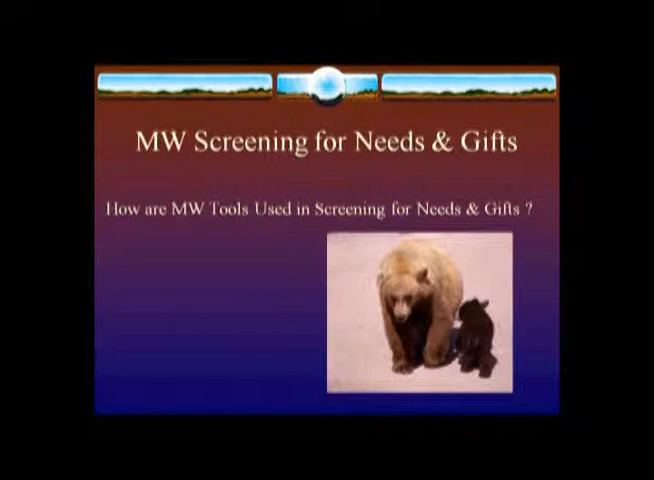 MW Screening for Needs & Gifts
How are MW Tools Used in Screening for Needs & Gifts ?